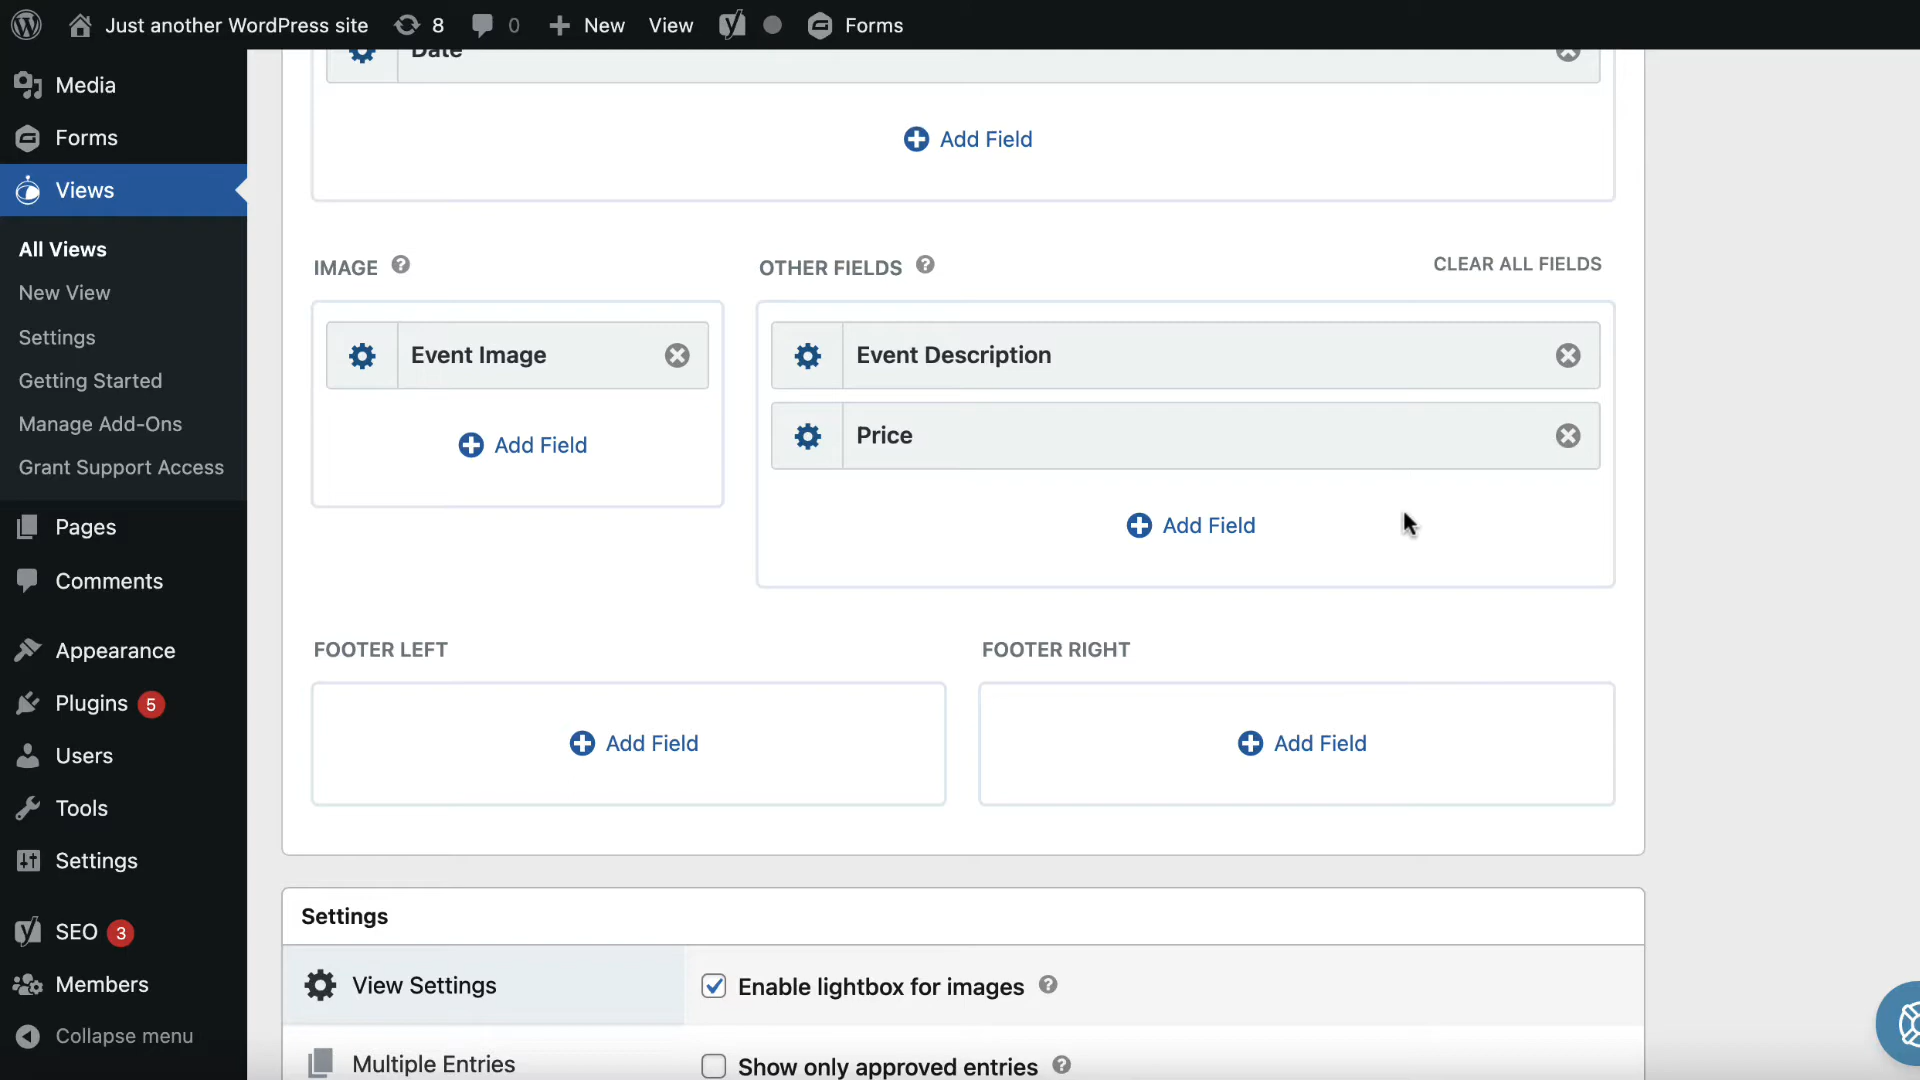 Just another WordPress site 8 0 New View Forms
Media
Forms
Views
All Views
New View
Settings
Getting Started
Manage Add-Ons
Grant Support Access
Pages
Comments
Appearance
Plugins 5
Users
Tools
Settings
SEO 3
Members
Collapse menu
Date
Add Field
IMAGE
OTHER FIELDS
CLEAR ALL FIELDS
Event Image
Add Field
Event Description
Price
Add Field
FOOTER LEFT
FOOTER RIGHT
Add Field
Add Field
Settings
View Settings
Enable lightbox for images
Multiple Entries
Show only approved entries